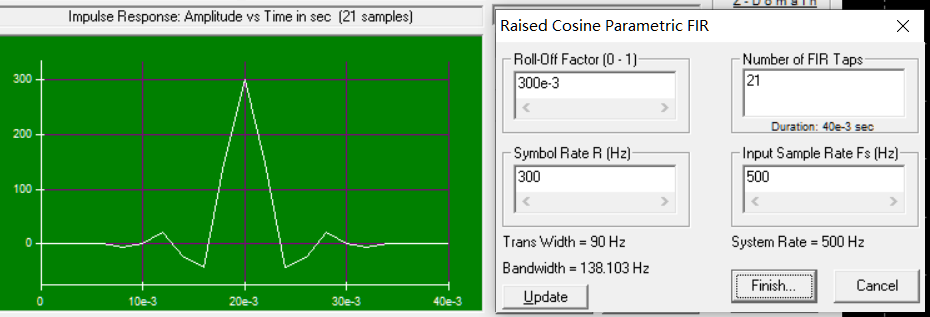 Impulse Response: Amplitude vs Time in sec (21 samples)
300
200
100
0
0
10e-3
20e-3
30e-3
40e-3
Z - D o m a i n
Raised Cosine Parametric FIR
Roll-Off Factor (0 - 1)
300e-3
Number of FIR Taps
21
Duration: 40e-3 sec
Symbol Rate R (Hz)
300
Input Sample Rate Fs (Hz)
500
Trans Width = 90 Hz
System Rate = 500 Hz
Bandwidth = 138.103 Hz
Update
Finish...
Cancel